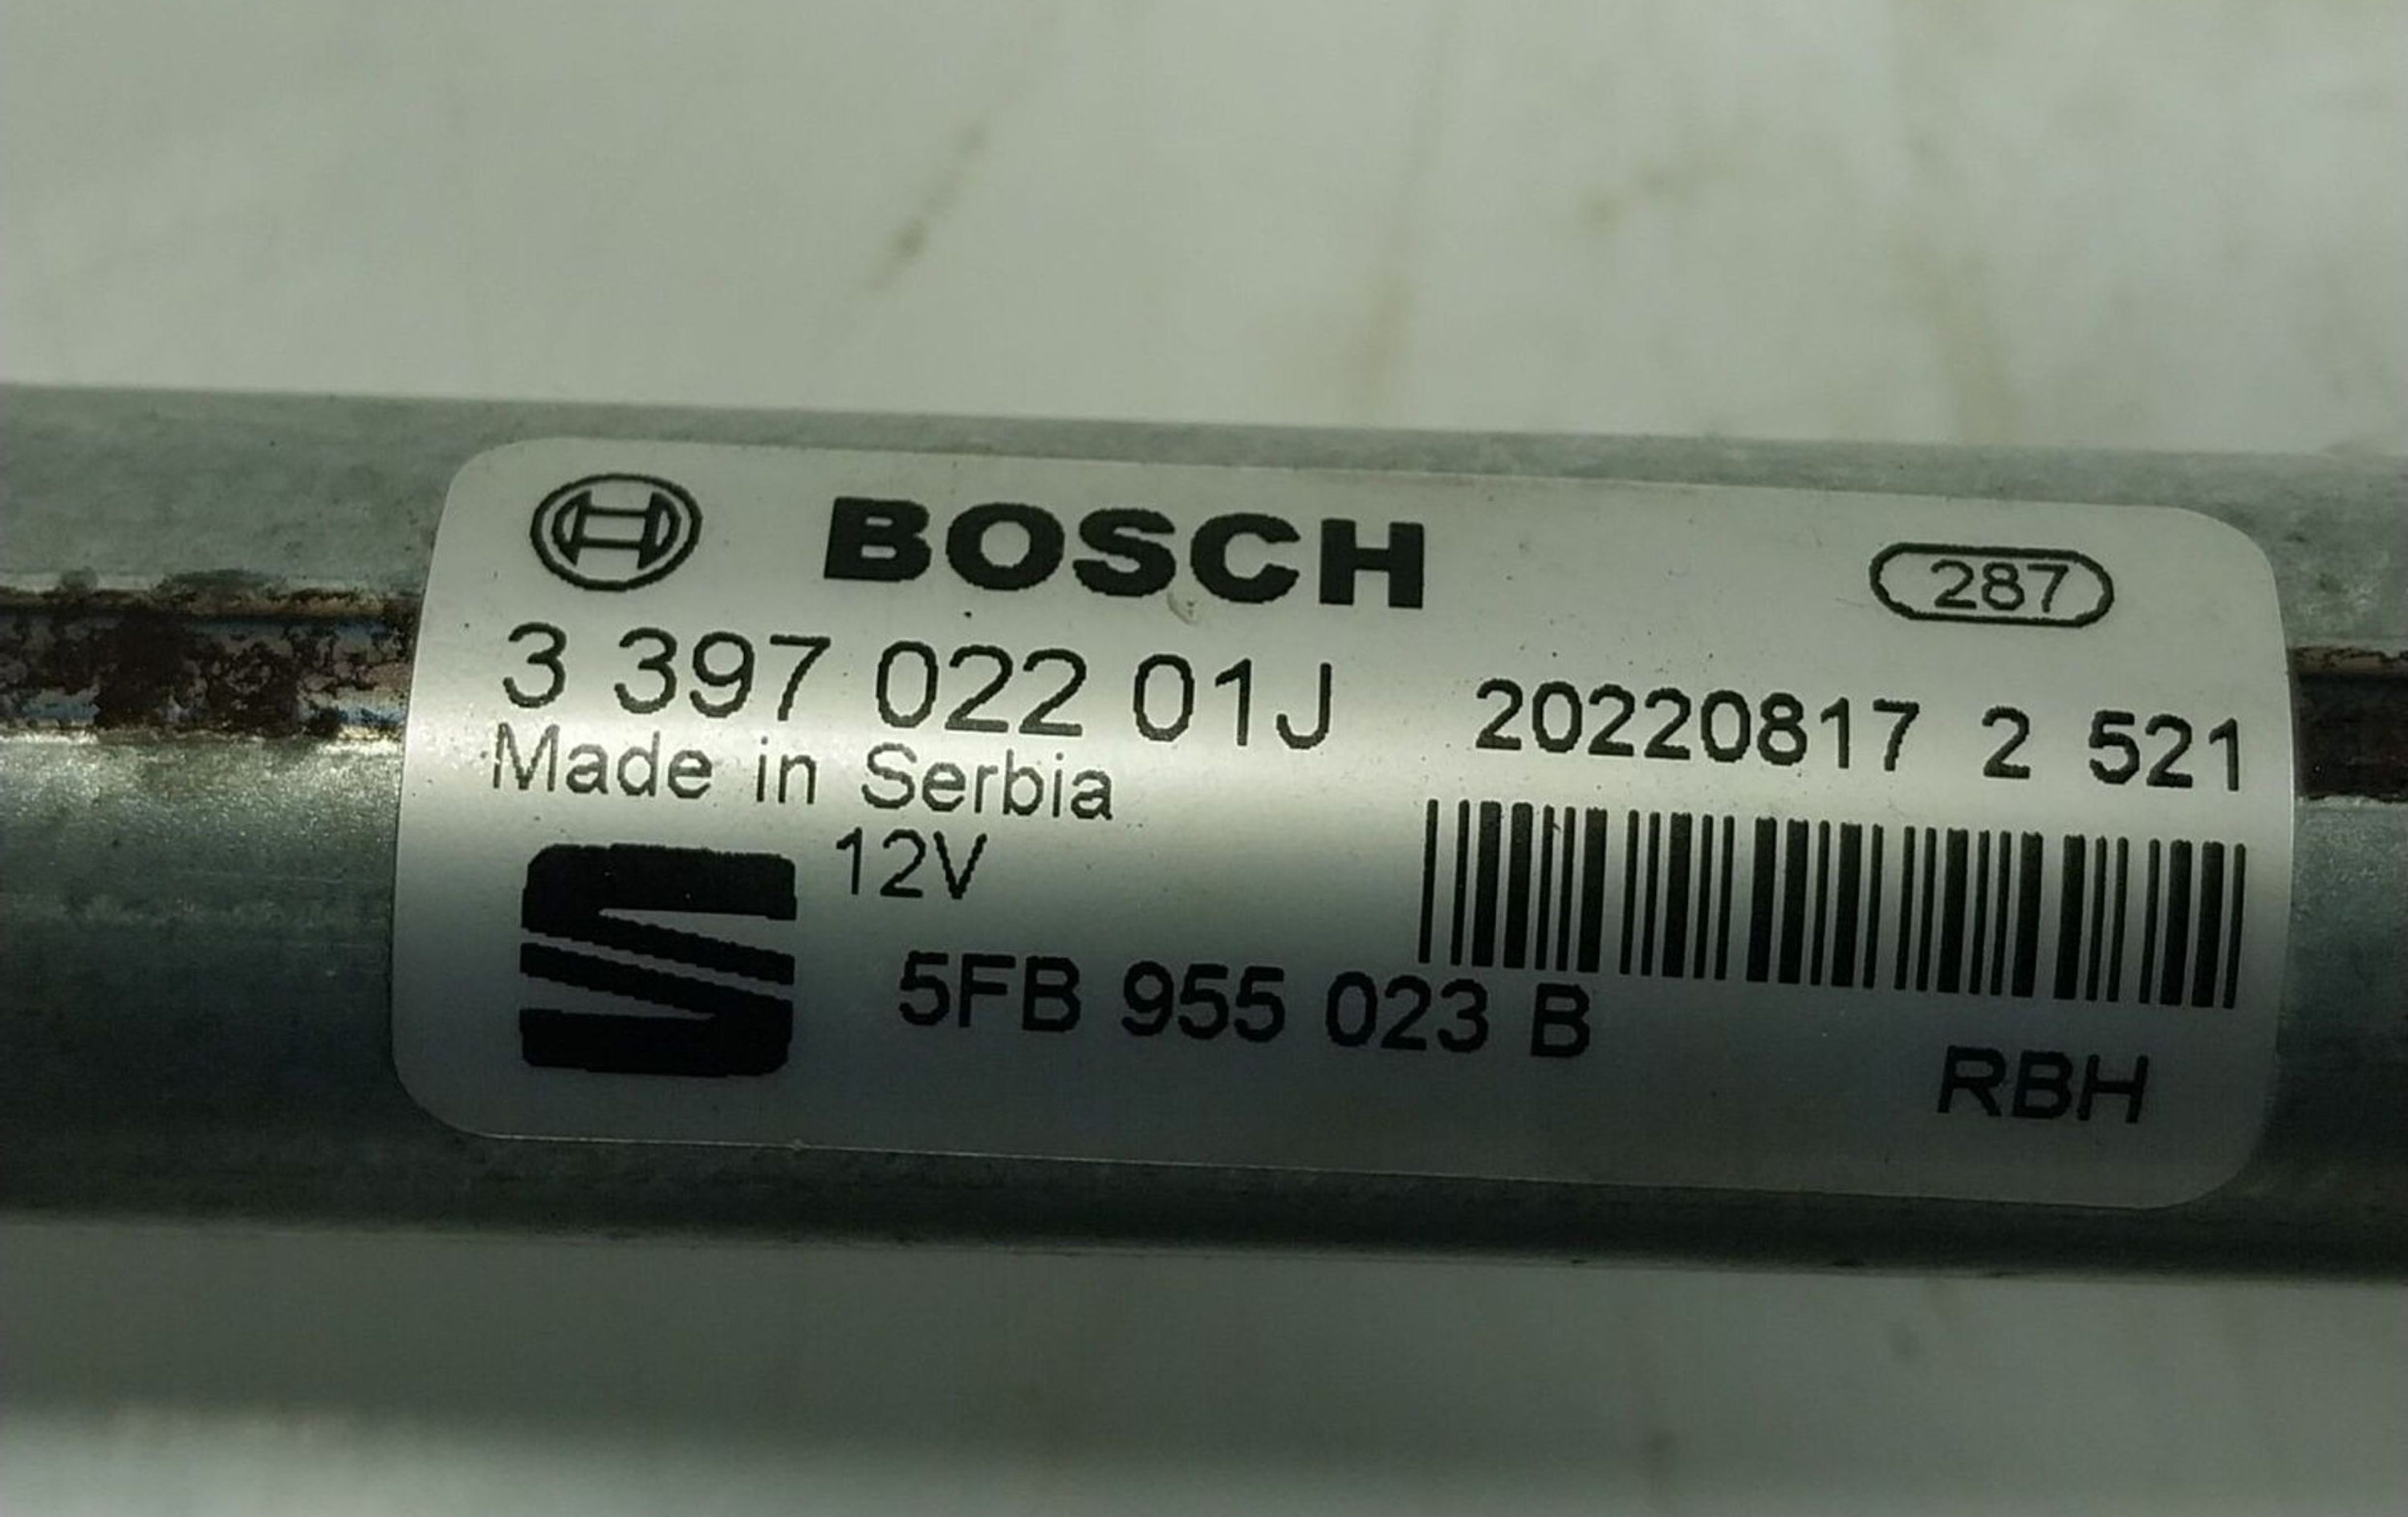 BOSCH
287
3 397 022 01J
20220817 2 521
Made in Serbia
12V
5FB 955 023 B
RBH